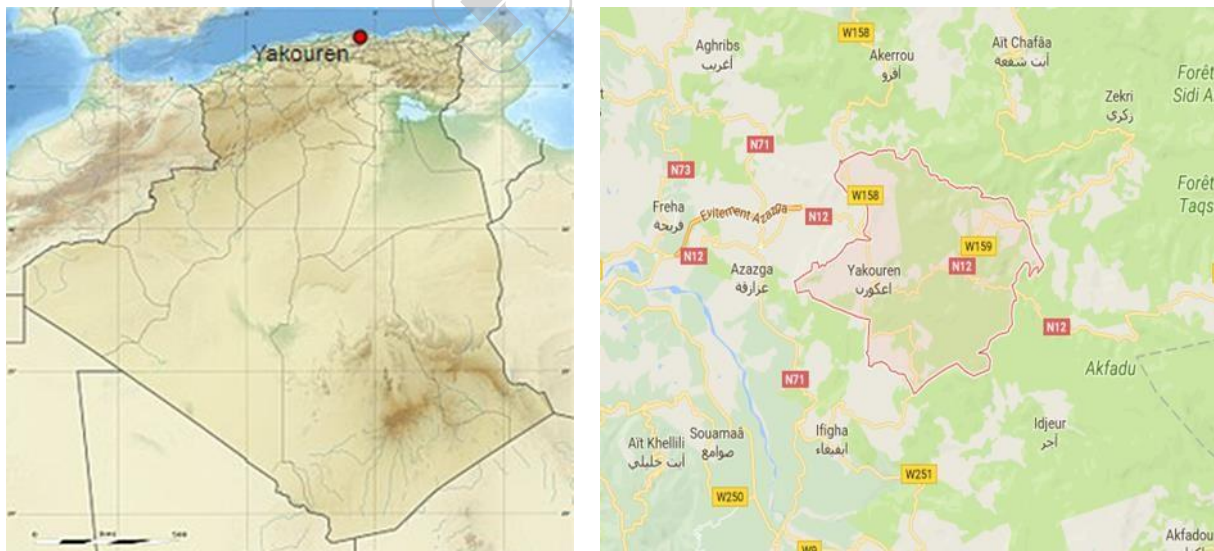 Yakouren
W158
Aghribs
أغريب
Akerrou
أقرو
Aït Chafâa
أيت شفعة
Forêt
Sidi A
Zekri
زكري
N71
N73
Forêt
Taqs
W158
Freha
فريحة
Evitement Azazga
N12
W159
N12
N12
Azazga
عزازقة
Yakouren
اعكورن
N12
Akfadu
N71
Idjeur
أجر
Aït Khellili
أيت خليلي
Souamaâ
صوامع
Ifigha
ايفيغاء
W251
W250
W9
Akfadou